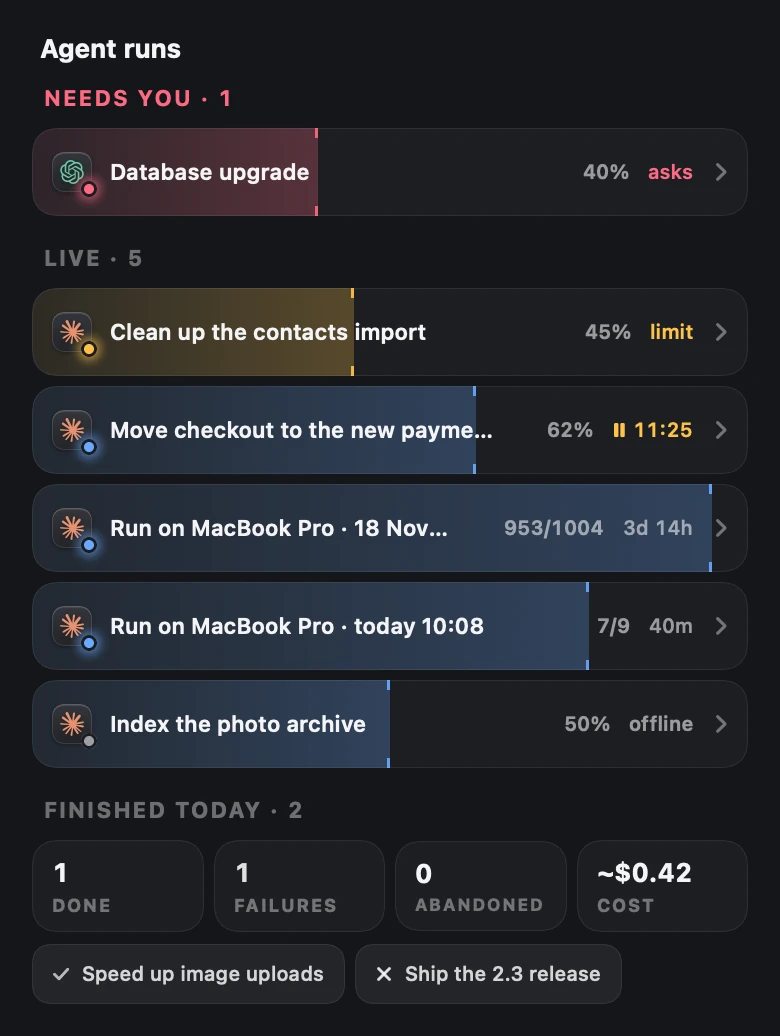 Agent runs
NEEDS YOU · 1
Database upgrade 40% asks
LIVE · 5
Clean up the contacts import 45% limit
Move checkout to the new payme... 62% 11:25
Run on MacBook Pro · 18 Nov... 953/1004 3d 14h
Run on MacBook Pro · today 10:08 7/9 40m
Index the photo archive 50% offline
FINISHED TODAY · 2
1 1 0 ~$0.42
DONE FAILURES ABANDONED COST
Speed up image uploads Ship the 2.3 release